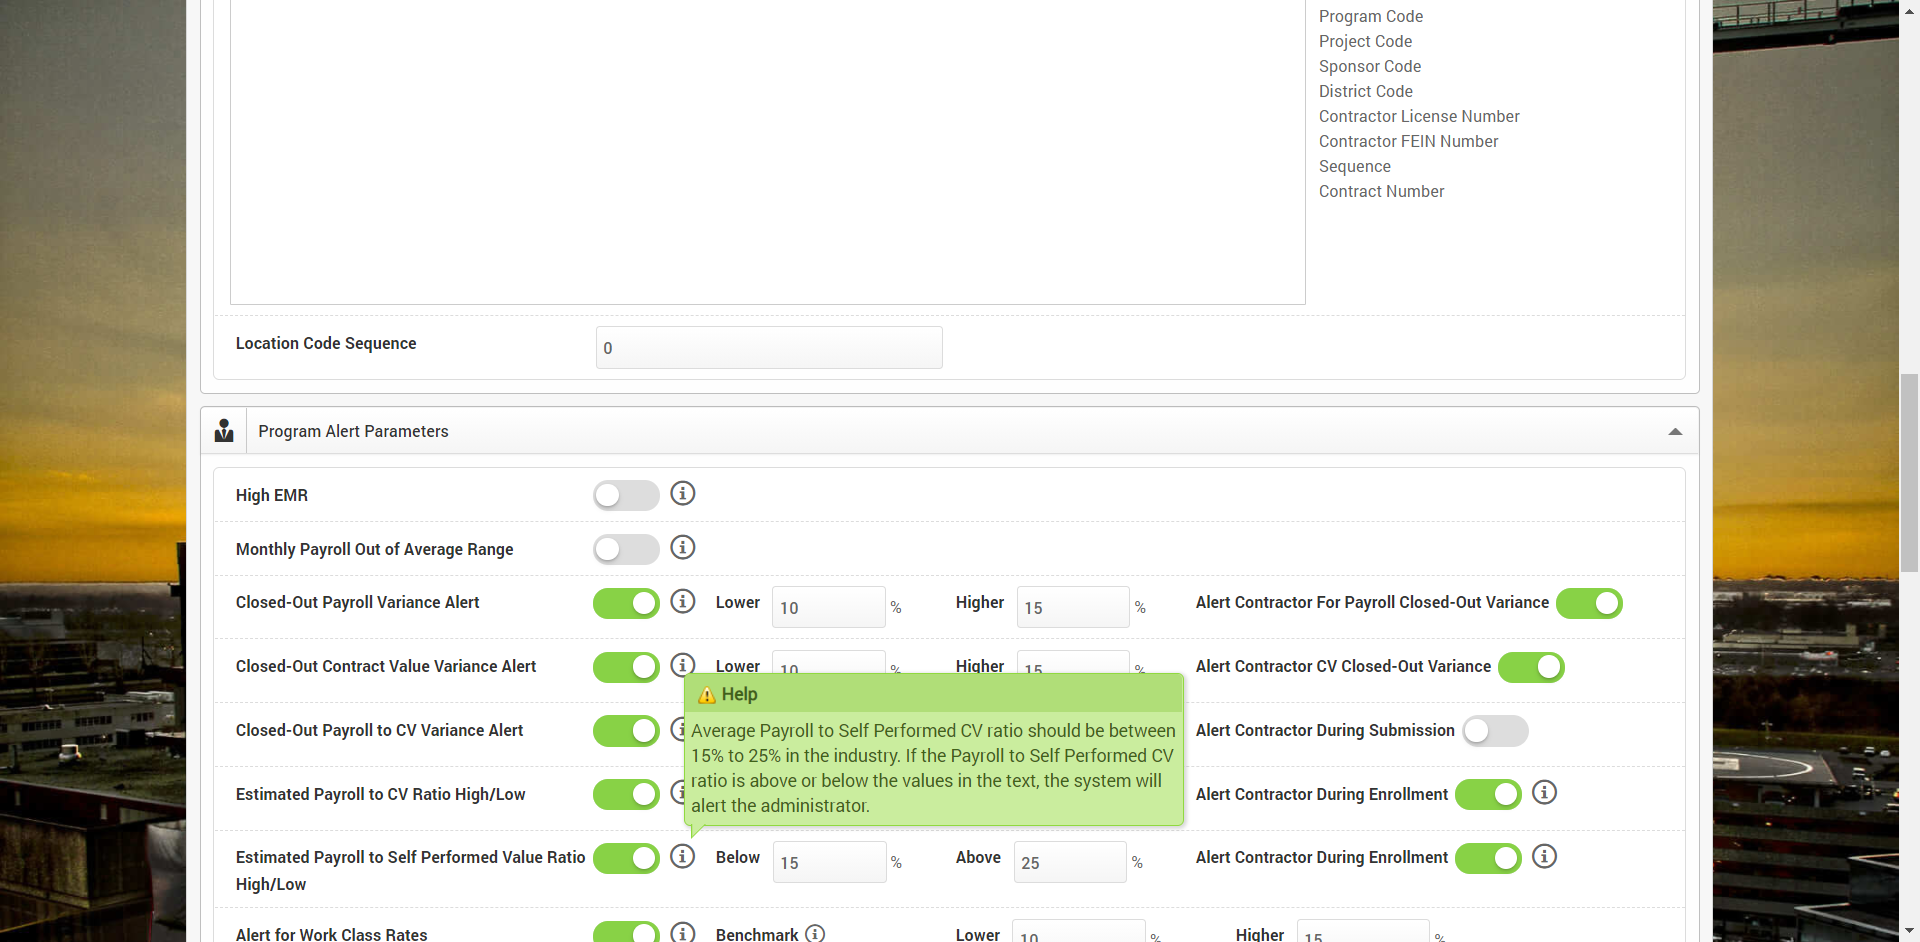 Program Code
Project Code
Sponsor Code
District Code
Contractor License Number
Contractor FEIN Number
Sequence
Contract Number
Location Code Sequence
0
Program Alert Parameters
High EMR
Monthly Payroll Out of Average Range
Closed-Out Payroll Variance Alert Lower 10 % Higher 15 % Alert Contractor For Payroll Closed-Out Variance
Closed-Out Contract Value Variance Alert Lower 10 % Higher 15 % Alert Contractor CV Closed-Out Variance
Help
Average Payroll to Self Performed CV ratio should be between
15% to 25% in the industry. If the Payroll to Self Performed CV
ratio is above or below the values in the text, the system will
alert the administrator.
Closed-Out Payroll to CV Variance Alert Alert Contractor During Submission
Estimated Payroll to CV Ratio High/Low Alert Contractor During Enrollment
Estimated Payroll to Self Performed Value Ratio
High/Low
Below 15 % Above 25 % Alert Contractor During Enrollment
Alert for Work Class Rates Benchmark Lower 10 % Higher 15 %